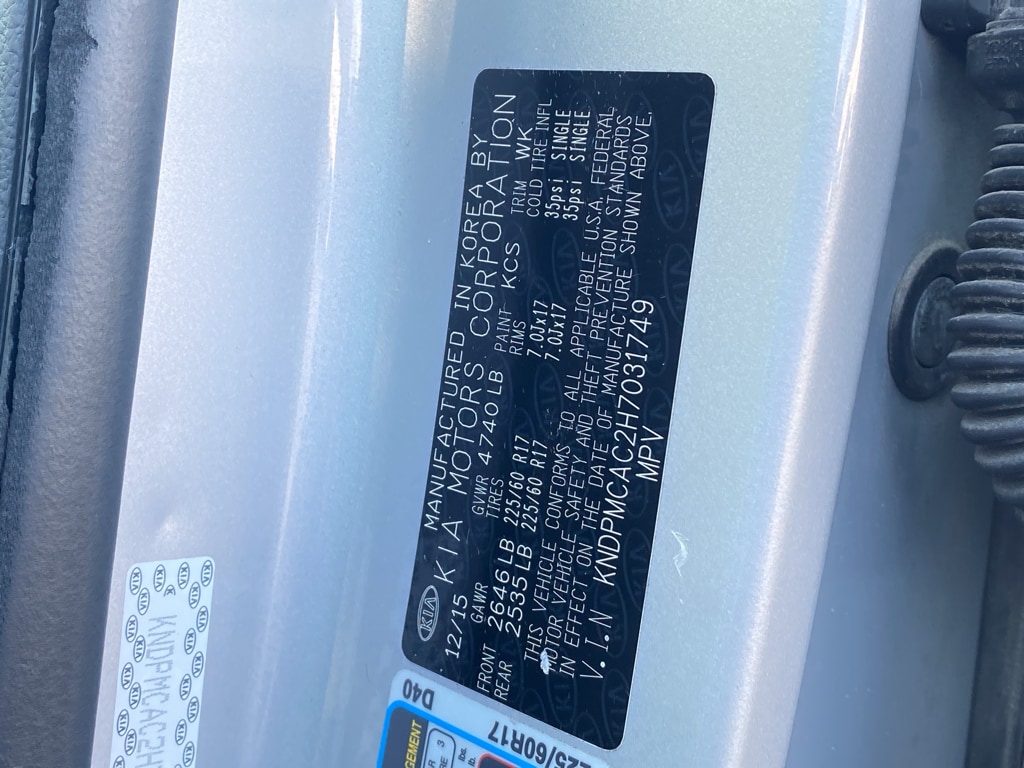 KIA MANUFACTURED IN KOREA BY
12/15 KIA MOTORS CORPORATION
GAWR GVWR 4740LB PAINT KCS TRIM WK
TIRES RIMS COLD TIRE INFL
FRONT 2646LB 225/60 R17 7.0Jx17 35psi SINGLE
REAR 2535LB 225/60 R17 7.0Jx17 35psi SINGLE
THIS VEHICLE CONFORMS TO ALL APPLICABLE U.S.A. FEDERAL
MOTOR VEHICLE SAFETY AND THEFT PREVENTION STANDARDS
IN EFFECT ON THE DATE OF MANUFACTURE SHOWN ABOVE.
V.I.N KNDPMCAC2H7031749
MPV
KNDPMCAC2H
D40
225/60R17